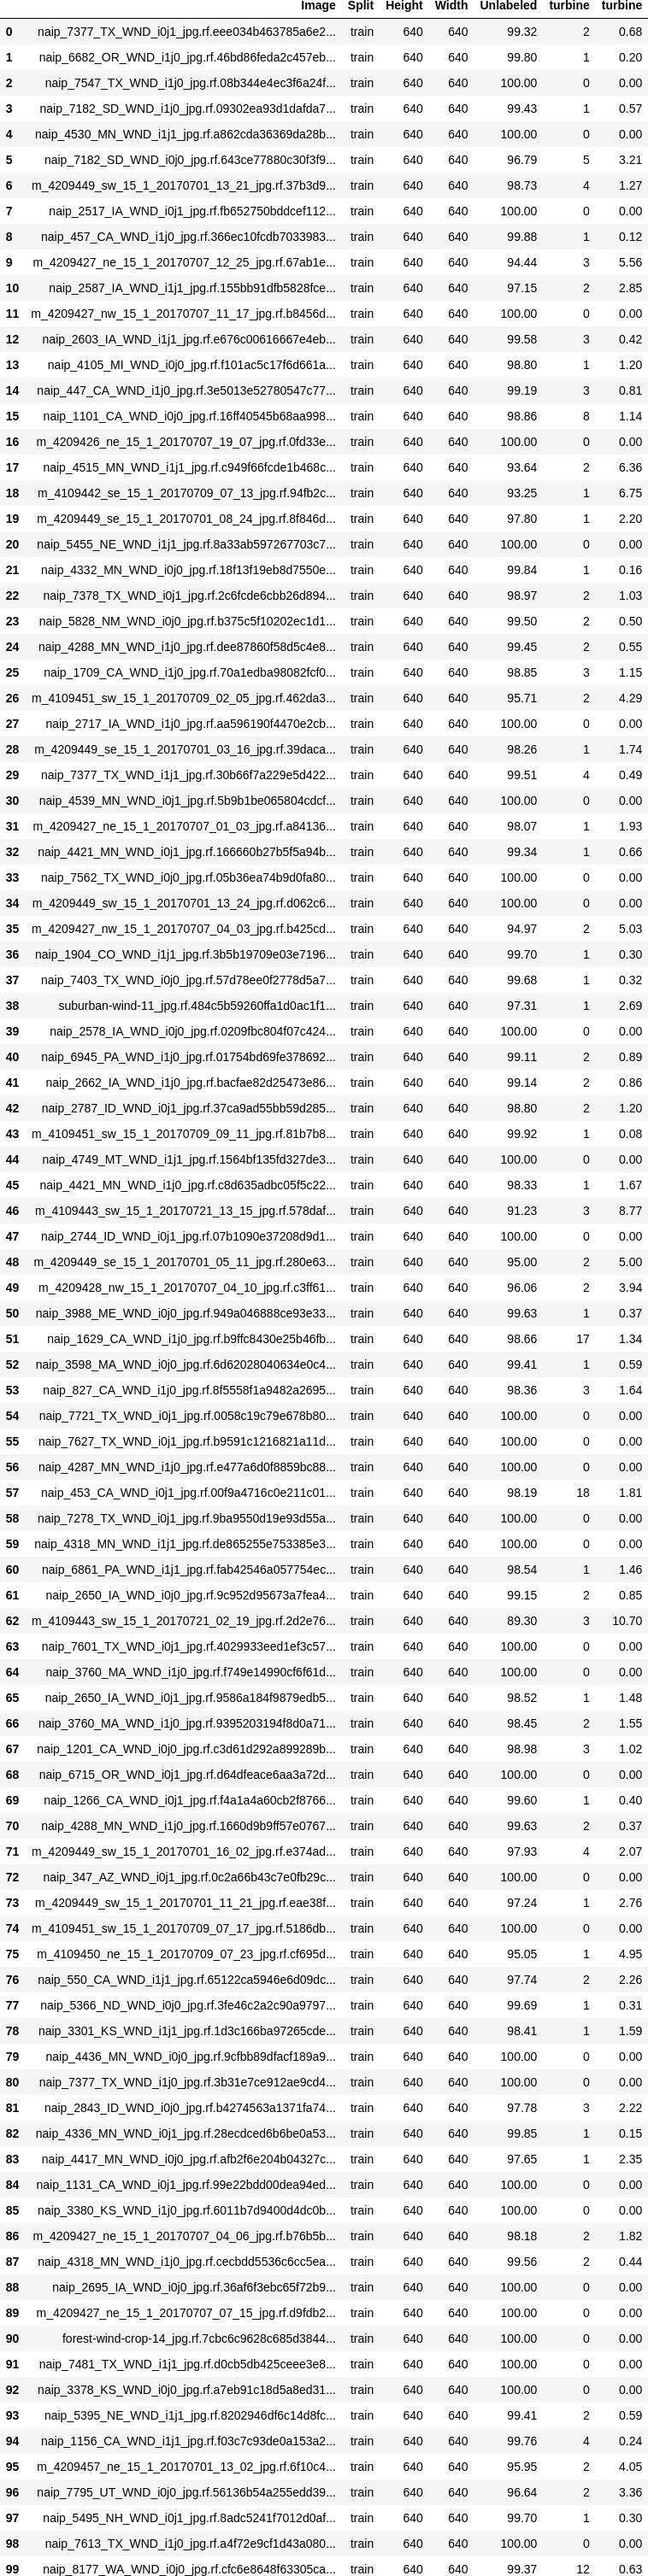 Image Split Height Width Unlabeled turbine turbine
0 naip_7377_TX_WND_i0j1_jpg.rf.eee034b463785a6e2... train 640 640 99.32 2 0.68
1 naip_6682_OR_WND_i1j0_jpg.rf.46bd86feda2c457eb... train 640 640 99.80 1 0.20
2 naip_7547_TX_WND_i1j0_jpg.rf.08b344e4ec3f6a24f... train 640 640 100.00 0 0.00
3 naip_7182_SD_WND_i1j0_jpg.rf.09302ea93d1dafda7... train 640 640 99.43 1 0.57
4 naip_4530_MN_WND_i1j1_jpg.rf.a862cda36369da28b... train 640 640 100.00 0 0.00
5 naip_7182_SD_WND_i0j0_jpg.rf.643ce77880c30f3f9... train 640 640 96.79 5 3.21
6 m_4209449_sw_15_1_20170701_13_21_jpg.rf.37b3d9... train 640 640 98.73 4 1.27
7 naip_2517_IA_WND_i0j1_jpg.rf.fb652750bddcef112... train 640 640 100.00 0 0.00
8 naip_457_CA_WND_i1j0_jpg.rf.366ec10fcdb7033983... train 640 640 99.88 1 0.12
9 m_4209427_ne_15_1_20170707_12_25_jpg.rf.67ab1e... train 640 640 94.44 3 5.56
10 naip_2587_IA_WND_i1j1_jpg.rf.155bb91dfb5828fce... train 640 640 97.15 2 2.85
11 m_4209427_nw_15_1_20170707_11_17_jpg.rf.b8456d... train 640 640 100.00 0 0.00
12 naip_2603_IA_WND_i1j1_jpg.rf.e676c00616667e4eb... train 640 640 99.58 3 0.42
13 naip_4105_MI_WND_i0j0_jpg.rf.f101ac5c17f6d661a... train 640 640 98.80 1 1.20
14 naip_447_CA_WND_i1j0_jpg.rf.3e5013e52780547c77... train 640 640 99.19 3 0.81
15 naip_1101_CA_WND_i0j0_jpg.rf.16ff40545b68aa998... train 640 640 98.86 8 1.14
16 m_4209426_ne_15_1_20170707_19_07_jpg.rf.0fd33e... train 640 640 100.00 0 0.00
17 naip_4515_MN_WND_i1j1_jpg.rf.c949f66fcde1b468c... train 640 640 93.64 2 6.36
18 m_4109442_se_15_1_20170709_07_13_jpg.rf.94fb2c... train 640 640 93.25 1 6.75
19 m_4209449_se_15_1_20170701_08_24_jpg.rf.8f846d... train 640 640 97.80 1 2.20
20 naip_5455_NE_WND_i1j1_jpg.rf.8a33ab597267703c7... train 640 640 100.00 0 0.00
21 naip_4332_MN_WND_i0j0_jpg.rf.18f13f19eb8d7550e... train 640 640 99.84 1 0.16
22 naip_7378_TX_WND_i0j1_jpg.rf.2c6fcde6cbb26d894... train 640 640 98.97 2 1.03
23 naip_5828_NM_WND_i0j0_jpg.rf.b375c5f10202ec1d1... train 640 640 99.50 2 0.50
24 naip_4288_MN_WND_i1j0_jpg.rf.dee87860f58d5c4e8... train 640 640 99.45 2 0.55
25 naip_1709_CA_WND_i1j0_jpg.rf.70a1edba98082fcf0... train 640 640 98.85 3 1.15
26 m_4109451_sw_15_1_20170709_02_05_jpg.rf.462da3... train 640 640 95.71 2 4.29
27 naip_2717_IA_WND_i1j0_jpg.rf.aa596190f4470e2cb... train 640 640 100.00 0 0.00
28 m_4209449_se_15_1_20170701_03_16_jpg.rf.39daca... train 640 640 98.26 1 1.74
29 naip_7377_TX_WND_i1j1_jpg.rf.30b66f7a229e5d422... train 640 640 99.51 4 0.49
30 naip_4539_MN_WND_i0j1_jpg.rf.5b9b1be065804cdcf... train 640 640 100.00 0 0.00
31 m_4209427_ne_15_1_20170707_01_03_jpg.rf.a84136... train 640 640 98.07 1 1.93
32 naip_4421_MN_WND_i0j1_jpg.rf.166660b27b5f5a94b... train 640 640 99.34 1 0.66
33 naip_7562_TX_WND_i0j0_jpg.rf.05b36ea74b9d0fa80... train 640 640 100.00 0 0.00
34 m_4209449_sw_15_1_20170701_13_24_jpg.rf.d062c6... train 640 640 100.00 0 0.00
35 m_4209427_nw_15_1_20170707_04_03_jpg.rf.b425cd... train 640 640 94.97 2 5.03
36 naip_1904_CO_WND_i1j1_jpg.rf.3b5b19709e03e7196... train 640 640 99.70 1 0.30
37 naip_7403_TX_WND_i0j0_jpg.rf.57d78ee0f2778d5a7... train 640 640 99.68 1 0.32
38 suburban-wind-11_jpg.rf.484c5b59260ffa1d0ac1f1... train 640 640 97.31 1 2.69
39 naip_2578_IA_WND_i0j0_jpg.rf.0209fbc804f07c424... train 640 640 100.00 0 0.00
40 naip_6945_PA_WND_i1j0_jpg.rf.01754bd69fe378692... train 640 640 99.11 2 0.89
41 naip_2662_IA_WND_i1j0_jpg.rf.bacfae82d25473e86... train 640 640 99.14 2 0.86
42 naip_2787_ID_WND_i0j1_jpg.rf.37ca9ad55bb59d285... train 640 640 98.80 2 1.20
43 m_4109451_sw_15_1_20170709_09_11_jpg.rf.81b7b8... train 640 640 99.92 1 0.08
44 naip_4749_MT_WND_i1j1_jpg.rf.1564bf135fd327de3... train 640 640 100.00 0 0.00
45 naip_4421_MN_WND_i1j0_jpg.rf.c8d635adbc05f5c22... train 640 640 98.33 1 1.67
46 m_4109443_sw_15_1_20170721_13_15_jpg.rf.578daf... train 640 640 91.23 3 8.77
47 naip_2744_ID_WND_i0j1_jpg.rf.07b1090e37208d9d1... train 640 640 100.00 0 0.00
48 m_4209449_se_15_1_20170701_05_11_jpg.rf.280e63... train 640 640 95.00 2 5.00
49 m_4209428_nw_15_1_20170707_04_10_jpg.rf.c3ff61... train 640 640 96.06 2 3.94
50 naip_3988_ME_WND_i0j0_jpg.rf.949a046888ce93e33... train 640 640 99.63 1 0.37
51 naip_1629_CA_WND_i1j0_jpg.rf.b9ffc8430e25b46fb... train 640 640 98.66 17 1.34
52 naip_3598_MA_WND_i0j0_jpg.rf.6d62028040634e0c4... train 640 640 99.41 1 0.59
53 naip_827_CA_WND_i1j0_jpg.rf.8f5558f1a9482a2695... train 640 640 98.36 3 1.64
54 naip_7721_TX_WND_i0j1_jpg.rf.0058c19c79e678b80... train 640 640 100.00 0 0.00
55 naip_7627_TX_WND_i0j1_jpg.rf.b9591c1216821a11d... train 640 640 100.00 0 0.00
56 naip_4287_MN_WND_i1j0_jpg.rf.e477a6d0f8859bc88... train 640 640 100.00 0 0.00
57 naip_453_CA_WND_i0j1_jpg.rf.00f9a4716c0e211c01... train 640 640 98.19 18 1.81
58 naip_7278_TX_WND_i0j1_jpg.rf.9ba9550d19e93d55a... train 640 640 100.00 0 0.00
59 naip_4318_MN_WND_i1j1_jpg.rf.de865255e753385e3... train 640 640 100.00 0 0.00
60 naip_6861_PA_WND_i1j1_jpg.rf.fab42546a057754ec... train 640 640 98.54 1 1.46
61 naip_2650_IA_WND_i0j0_jpg.rf.9c952d95673a7fea4... train 640 640 99.15 2 0.85
62 m_4109443_sw_15_1_20170721_02_19_jpg.rf.2d2e76... train 640 640 89.30 3 10.70
63 naip_7601_TX_WND_i0j1_jpg.rf.4029933eed1ef3c57... train 640 640 100.00 0 0.00
64 naip_3760_MA_WND_i1j0_jpg.rf.f749e14990cf6f61d... train 640 640 100.00 0 0.00
65 naip_2650_IA_WND_i0j1_jpg.rf.9586a184f9879edb5... train 640 640 98.52 1 1.48
66 naip_3760_MA_WND_i1j0_jpg.rf.9395203194f8d0a71... train 640 640 98.45 2 1.55
67 naip_1201_CA_WND_i0j0_jpg.rf.c3d61d292a899289b... train 640 640 98.98 3 1.02
68 naip_6715_OR_WND_i0j1_jpg.rf.d64dfeace6aa3a72d... train 640 640 100.00 0 0.00
69 naip_1266_CA_WND_i0j1_jpg.rf.f4a1a4a60cb2f8766... train 640 640 99.60 1 0.40
70 naip_4288_MN_WND_i1j0_jpg.rf.1660d9b9ff57e0767... train 640 640 99.63 2 0.37
71 m_4209449_sw_15_1_20170701_16_02_jpg.rf.e374ad... train 640 640 97.93 4 2.07
72 naip_347_AZ_WND_i0j1_jpg.rf.0c2a66b43c7e0fb29c... train 640 640 100.00 0 0.00
73 m_4209449_sw_15_1_20170701_11_21_jpg.rf.eae38f... train 640 640 97.24 1 2.76
74 m_4109451_sw_15_1_20170709_07_17_jpg.rf.5186db... train 640 640 100.00 0 0.00
75 m_4109450_ne_15_1_20170709_07_23_jpg.rf.cf695d... train 640 640 95.05 1 4.95
76 naip_550_CA_WND_i1j1_jpg.rf.65122ca5946e6d09dc... train 640 640 97.74 2 2.26
77 naip_5366_ND_WND_i0j0_jpg.rf.3fe46c2a2c90a9797... train 640 640 99.69 1 0.31
78 naip_3301_KS_WND_i1j1_jpg.rf.1d3c166ba97265cde... train 640 640 98.41 1 1.59
79 naip_4436_MN_WND_i0j0_jpg.rf.9cfbb89dfacf189a9... train 640 640 100.00 0 0.00
80 naip_7377_TX_WND_i1j0_jpg.rf.3b31e7ce912ae9cd4... train 640 640 100.00 0 0.00
81 naip_2843_ID_WND_i0j0_jpg.rf.b4274563a1371fa74... train 640 640 97.78 3 2.22
82 naip_4336_MN_WND_i0j1_jpg.rf.28ecdced6b6be0a53... train 640 640 99.85 1 0.15
83 naip_4417_MN_WND_i0j0_jpg.rf.afb2f6e204b04327c... train 640 640 97.65 1 2.35
84 naip_1131_CA_WND_i0j1_jpg.rf.99e22bdd00dea94ed... train 640 640 100.00 0 0.00
85 naip_3380_KS_WND_i1j0_jpg.rf.6011b7d9400d4dc0b... train 640 640 100.00 0 0.00
86 m_4209427_ne_15_1_20170707_04_06_jpg.rf.b76b5b... train 640 640 98.18 2 1.82
87 naip_4318_MN_WND_i1j0_jpg.rf.cecbdd5536c6cc5ea... train 640 640 99.56 2 0.44
88 naip_2695_IA_WND_i0j0_jpg.rf.36af6f3ebc65f72b9... train 640 640 100.00 0 0.00
89 m_4209427_ne_15_1_20170707_07_15_jpg.rf.d9fdb2... train 640 640 100.00 0 0.00
90 forest-wind-crop-14_jpg.rf.7cbc6c9628c685d3844... train 640 640 100.00 0 0.00
91 naip_7481_TX_WND_i1j1_jpg.rf.d0cb5db425ceee3e8... train 640 640 100.00 0 0.00
92 naip_3378_KS_WND_i0j0_jpg.rf.a7eb91c18d5a8ed31... train 640 640 100.00 0 0.00
93 naip_5395_NE_WND_i1j1_jpg.rf.8202946df6c14d8fc... train 640 640 99.41 2 0.59
94 naip_1156_CA_WND_i1j1_jpg.rf.f03c7c93de0a153a2... train 640 640 99.76 4 0.24
95 m_4209457_ne_15_1_20170701_13_02_jpg.rf.6f10c4... train 640 640 95.95 2 4.05
96 naip_7795_UT_WND_i0j0_jpg.rf.56136b54a255edd39... train 640 640 96.64 2 3.36
97 naip_5495_NH_WND_i0j1_jpg.rf.8adc5241f7012d0af... train 640 640 99.70 1 0.30
98 naip_7613_TX_WND_i1j0_jpg.rf.a4f72e9cf1d43a080... train 640 640 100.00 0 0.00
99 naip_8177_WA_WND_i0j0_jpg.rf.cfc6e8648f63305ca... train 640 640 99.37 12 0.63